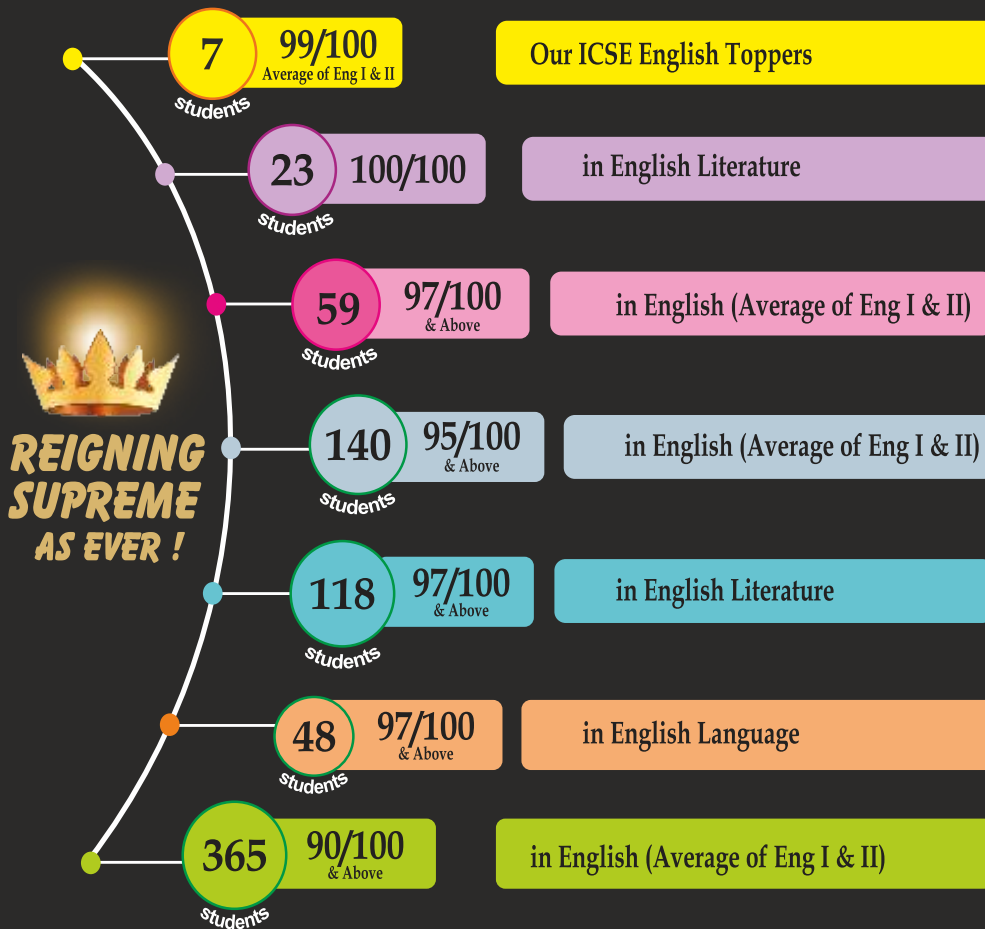 7
students
99/100
Average of Eng I & II
Our ICSE English Toppers
23
students
100/100
in English Literature
59
students
97/100
& Above
in English (Average of Eng I & II)
140
students
95/100
& Above
in English (Average of Eng I & II)
REIGNING
SUPREME
AS EVER !
118
students
97/100
& Above
in English Literature
48
students
97/100
& Above
in English Language
365
students
90/100
& Above
in English (Average of Eng I & II)